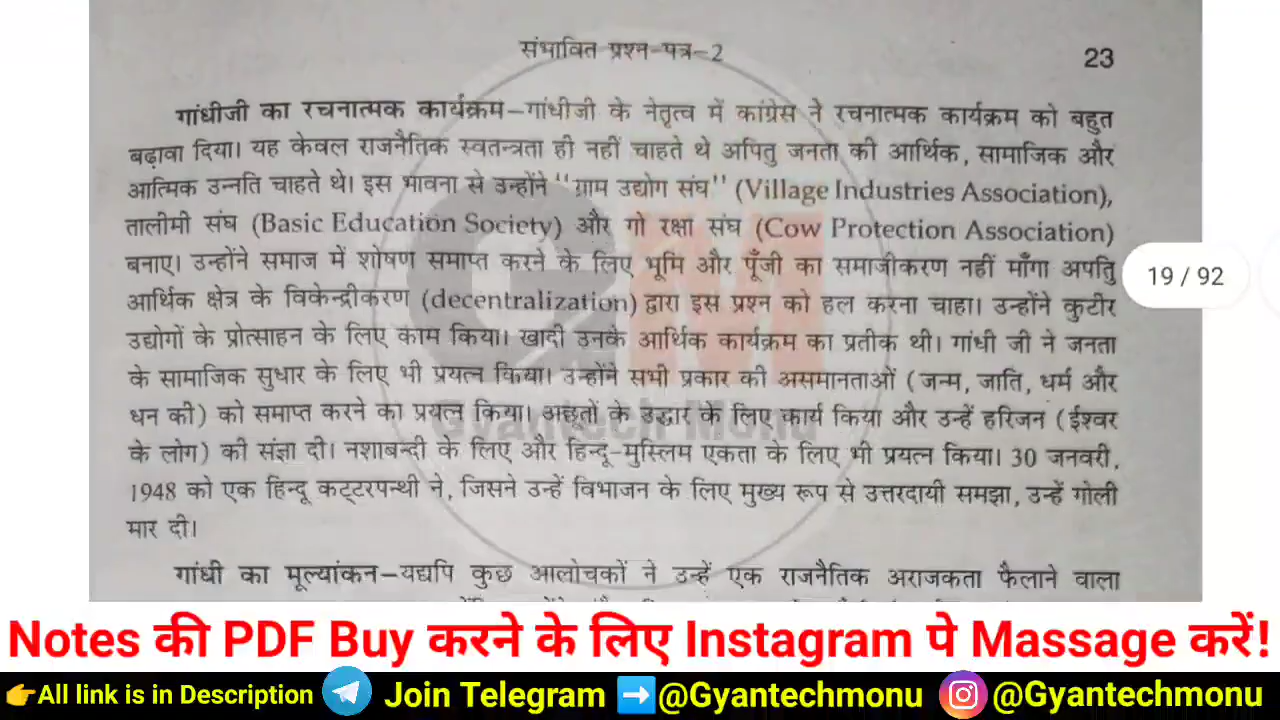 संभावित प्रश्न-पत्र-2
23
गांधीजी का रचनात्मक कार्यक्रम–गांधीजी के नेतृत्व में कांग्रेस ने रचनात्मक कार्यक्रम को बहुत
बढ़ावा दिया। यह केवल राजनैतिक स्वतन्त्रता ही नहीं चाहते थे अपितु जनता की आर्थिक, सामाजिक और
आत्मिक उन्नति चाहते थे। इस भावना से उन्होंने "ग्राम उद्योग संघ" (Village Industries Association),
तालीमी संघ (Basic Education Society) और गो रक्षा संघ (Cow Protection Association)
बनाए। उन्होंने समाज में शोषण समाप्त करने के लिए भूमि और पूँजी का समाजीकरण नहीं माँगा अपतुि
19 / 92
आर्थिक क्षेत्र के विकेन्द्रीकरण (decentralization) द्वारा इस प्रश्न को हल करना चाहा। उन्होंने कुटीर
उद्योगों के प्रोत्साहन के लिए काम किया। खादी उनके आर्थिक कार्यक्रम का प्रतीक थी। गांधी जी ने जनता
के सामाजिक सुधार के लिए भी प्रयत्न किया। उन्होंने सभी प्रकार की असमानताओं (जन्म, जाति, धर्म और
धन की) को समाप्त करने का प्रयत्न किया। अछूतों के उद्धार के लिए कार्य किया और उन्हें हरिजन (ईश्वर
के लोग) की संज्ञा दी। नशाबन्दी के लिए और हिन्दू-मुस्लिम एकता के लिए भी प्रयत्न किया। 30 जनवरी,
1948 को एक हिन्दू कट्टरपन्थी ने, जिसने उन्हें विभाजन के लिए मुख्य रूप से उत्तरदायी समझा, उन्हें गोली
मार दी।
गांधी का मूल्यांकन–यद्यपि कुछ आलोचकों ने उन्हें एक राजनैतिक अराजकता फैलाने वाला
Gyantech Monu
Notes की PDF Buy करने के लिए Instagram पे Massage करें!
All link is in Description
Join Telegram @Gyantechmonu
@Gyantechmonu